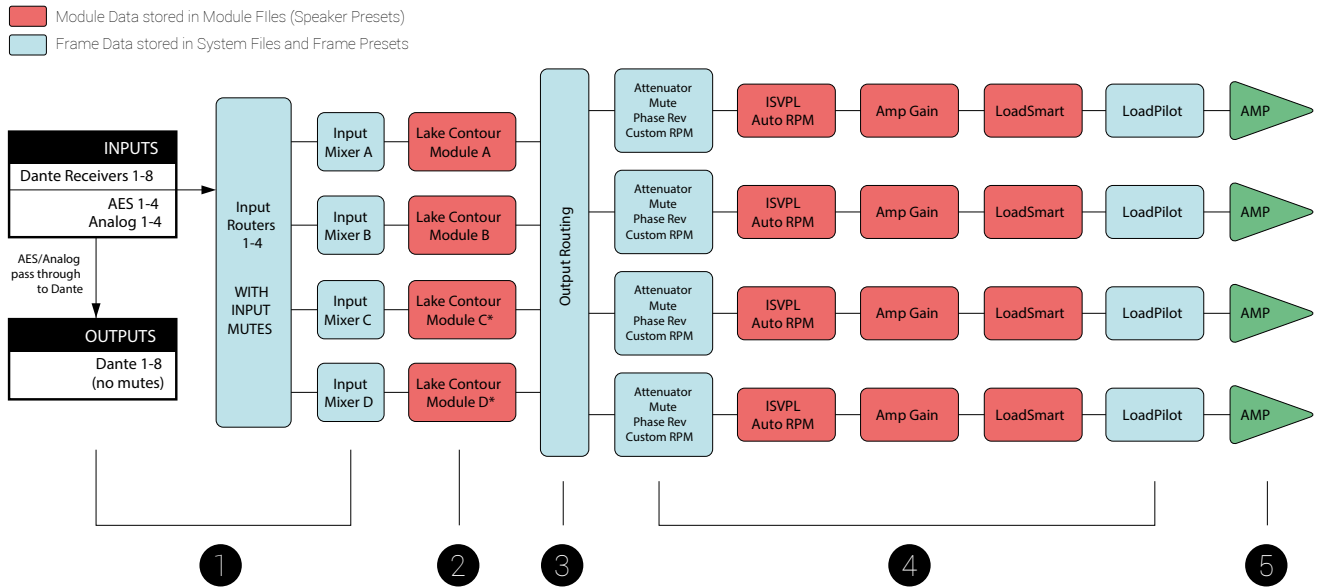 Module Data stored in Module FIles (Speaker Presets)
Frame Data stored in System Files and Frame Presets
INPUTS
Dante Receivers 1-8
AES 1-4
Analog 1-4
AES/Analog
pass through
to Dante
OUTPUTS
Dante 1-8
(no mutes)
Input
Routers
1-4
WITH
INPUT
MUTES
Input
Mixer A
Lake Contour
Module A
Input
Mixer B
Lake Contour
Module B
Input
Mixer C
Lake Contour
Module C*
Input
Mixer D
Lake Contour
Module D*
Output Routing
Attenuator
Mute
Phase Rev
Custom RPM
ISVPL
Auto RPM
Amp Gain
LoadSmart
LoadPilot
AMP
Attenuator
Mute
Phase Rev
Custom RPM
ISVPL
Auto RPM
Amp Gain
LoadSmart
LoadPilot
AMP
Attenuator
Mute
Phase Rev
Custom RPM
ISVPL
Auto RPM
Amp Gain
LoadSmart
LoadPilot
AMP
Attenuator
Mute
Phase Rev
Custom RPM
ISVPL
Auto RPM
Amp Gain
LoadSmart
LoadPilot
AMP
1
2
3
4
5